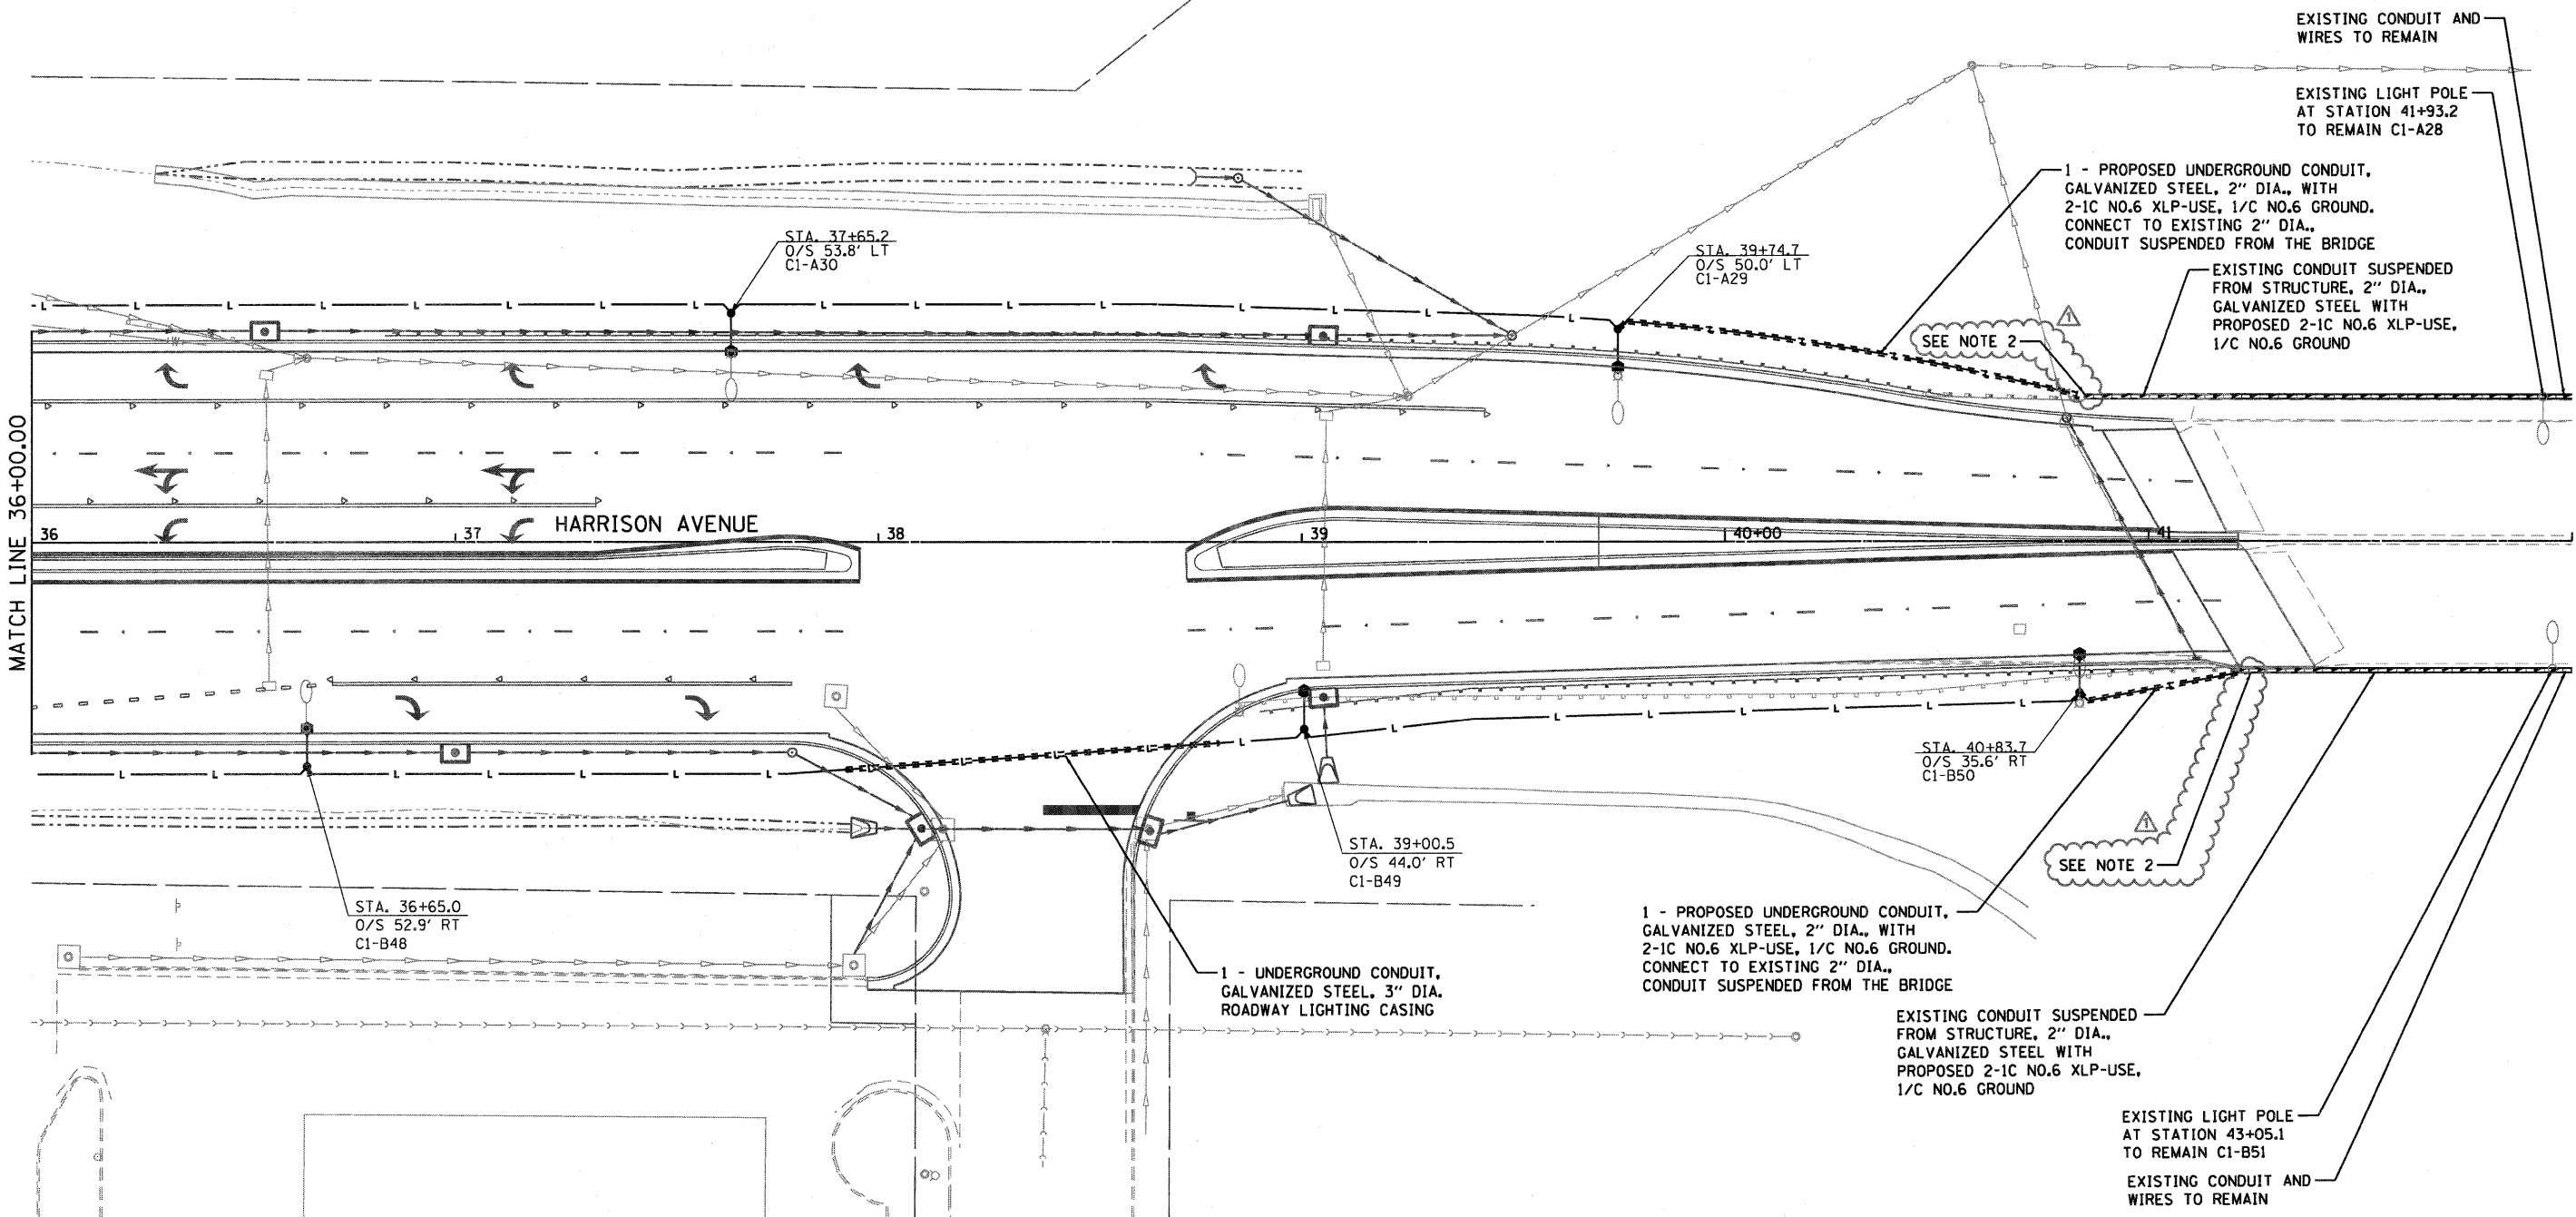 EXISTING CONDUIT AND
WIRES TO REMAIN
EXISTING LIGHT POLE
AT STATION 41+93.2
TO REMAIN C1-A28
1 - PROPOSED UNDERGROUND CONDUIT,
GALVANIZED STEEL, 2" DIA., WITH
2-1C NO.6 XLP-USE, 1/C NO.6 GROUND.
CONNECT TO EXISTING 2" DIA.,
CONDUIT SUSPENDED FROM THE BRIDGE
EXISTING CONDUIT SUSPENDED
FROM STRUCTURE, 2" DIA.,
GALVANIZED STEEL WITH
PROPOSED 2-1C NO.6 XLP-USE,
1/C NO.6 GROUND
STA. 37+65.2
O/S 53.8' LT
C1-A30
STA. 39+74.7
O/S 50.0' LT
C1-A29
1
SEE NOTE 2
L L L L L L L L L L L L L L L L
W
MATCH LINE 36+00.00
HARRISON AVENUE
36 37 38 39 40+00 41
L L L L L L L L L L L L L L L L L L
STA. 40+83.7
O/S 35.6' RT
C1-B50
1
SEE NOTE 2
STA. 39+00.5
O/S 44.0' RT
C1-B49
STA. 36+65.0
O/S 52.9' RT
C1-B48
1 - UNDERGROUND CONDUIT,
GALVANIZED STEEL, 3" DIA.
ROADWAY LIGHTING CASING
1 - PROPOSED UNDERGROUND CONDUIT,
GALVANIZED STEEL, 2" DIA., WITH
2-1C NO.6 XLP-USE, 1/C NO.6 GROUND.
CONNECT TO EXISTING 2" DIA.,
CONDUIT SUSPENDED FROM THE BRIDGE
EXISTING CONDUIT SUSPENDED
FROM STRUCTURE, 2" DIA.,
GALVANIZED STEEL WITH
PROPOSED 2-1C NO.6 XLP-USE,
1/C NO.6 GROUND
EXISTING LIGHT POLE
AT STATION 43+05.1
TO REMAIN C1-B51
EXISTING CONDUIT AND
WIRES TO REMAIN